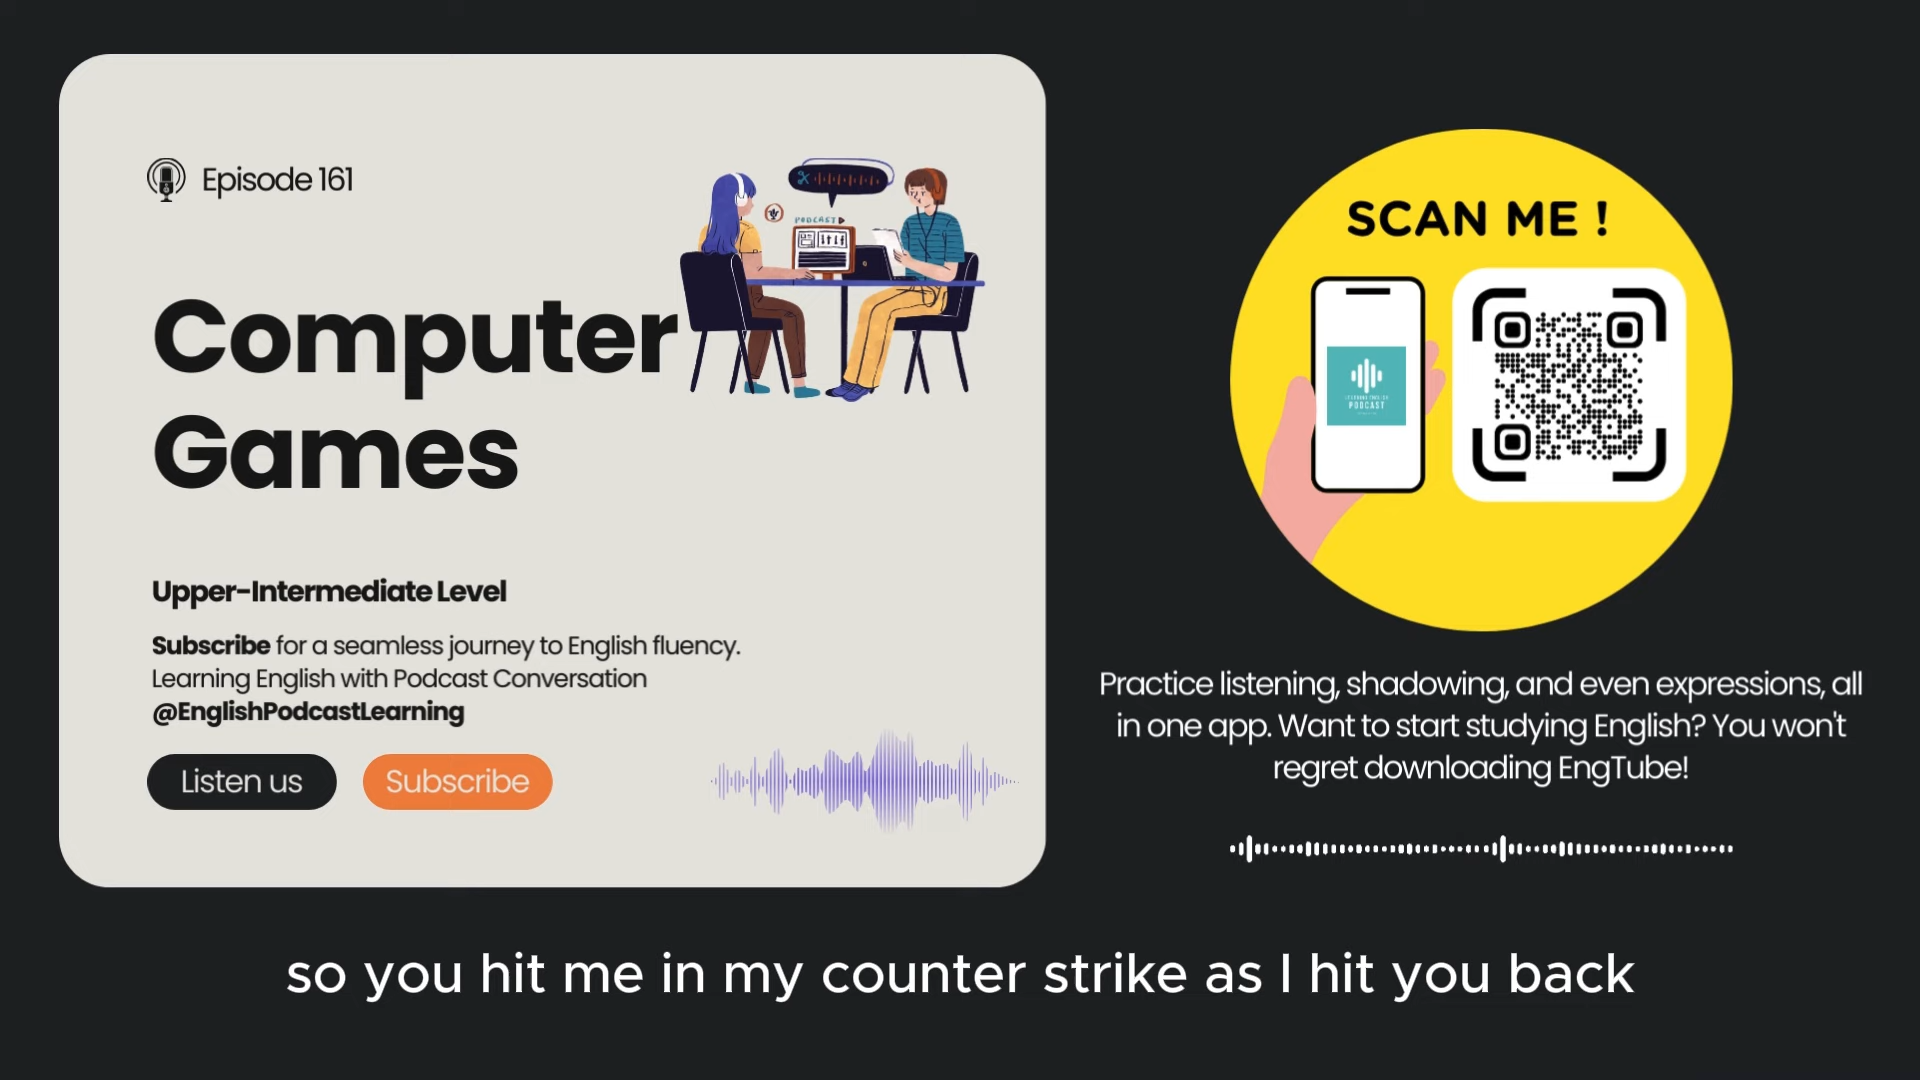 Episode 161
PODCAST
Computer
Games
Upper-Intermediate Level
Subscribe for a seamless journey to English fluency.
Learning English with Podcast Conversation
@EnglishPodcastLearning
Listen us
Subscribe
SCAN ME !
PODCAST
Practice listening, shadowing, and even expressions, all
in one app. Want to start studying English? You won't
regret downloading EngTube!
so you hit me in my counter strike as I hit you back